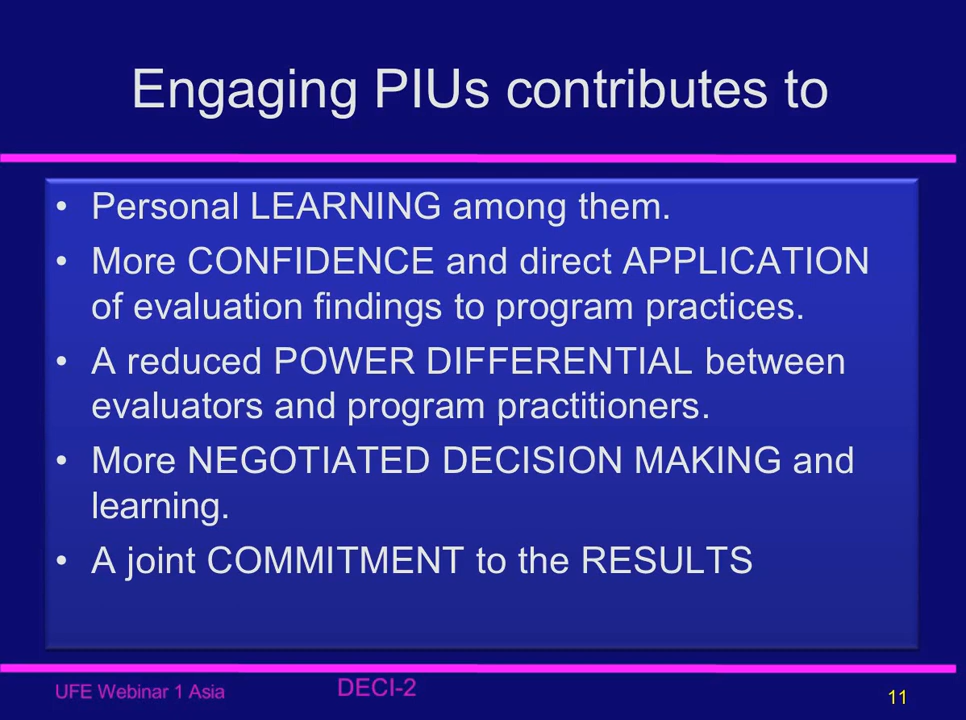 Engaging PIUs contributes to
• Personal LEARNING among them.
• More CONFIDENCE and direct APPLICATION
of evaluation findings to program practices.
• A reduced POWER DIFFERENTIAL between
evaluators and program practitioners.
• More NEGOTIATED DECISION MAKING and
learning.
• A joint COMMITMENT to the RESULTS
UFE Webinar 1 Asia
DECI-2
11